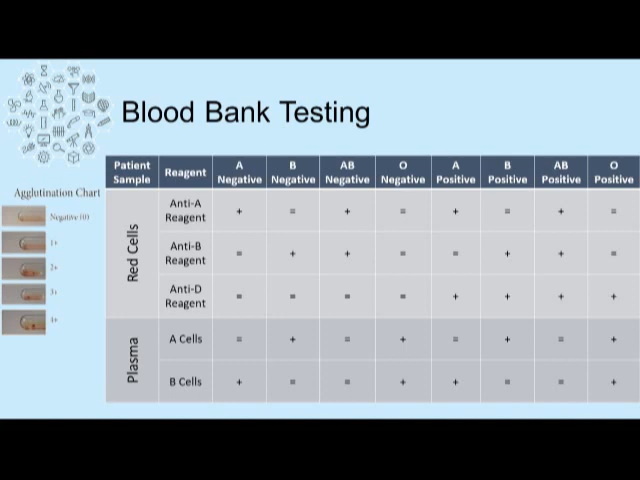 Blood Bank Testing
Agglutination Chart
Negative (0)
1+
2+
3+
4+
Patient Sample | Reagent | A Negative | B Negative | AB Negative | O Negative | A Positive | B Positive | AB Positive | O Positive
Red Cells
Anti-A Reagent | + | = | + | = | + | = | + | =
Anti-B Reagent | = | + | + | = | = | + | + | =
Anti-D Reagent | = | = | = | = | + | + | + | +
Plasma
A Cells | = | + | = | + | = | + | = | +
B Cells | + | = | = | + | + | = | = | +